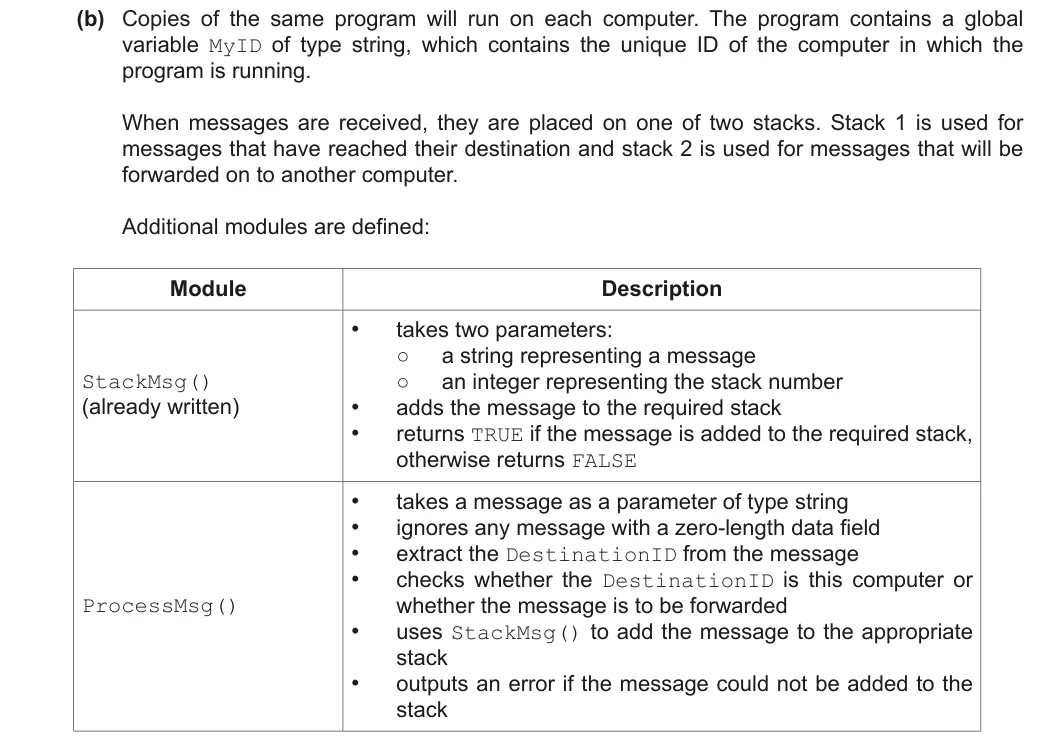 (b) Copies of the same program will run on each computer. The program contains a global
variable MyID of type string, which contains the unique ID of the computer in which the
program is running.
When messages are received, they are placed on one of two stacks. Stack 1 is used for
messages that have reached their destination and stack 2 is used for messages that will be
forwarded on to another computer.
Additional modules are defined:
Module
Description
StackMsg()
(already written)
• takes two parameters:
○ a string representing a message
○ an integer representing the stack number
• adds the message to the required stack
• returns TRUE if the message is added to the required stack,
otherwise returns FALSE
ProcessMsg()
• takes a message as a parameter of type string
• ignores any message with a zero-length data field
• extract the DestinationID from the message
• checks whether the DestinationID is this computer or
whether the message is to be forwarded
• uses StackMsg() to add the message to the appropriate
stack
• outputs an error if the message could not be added to the
stack